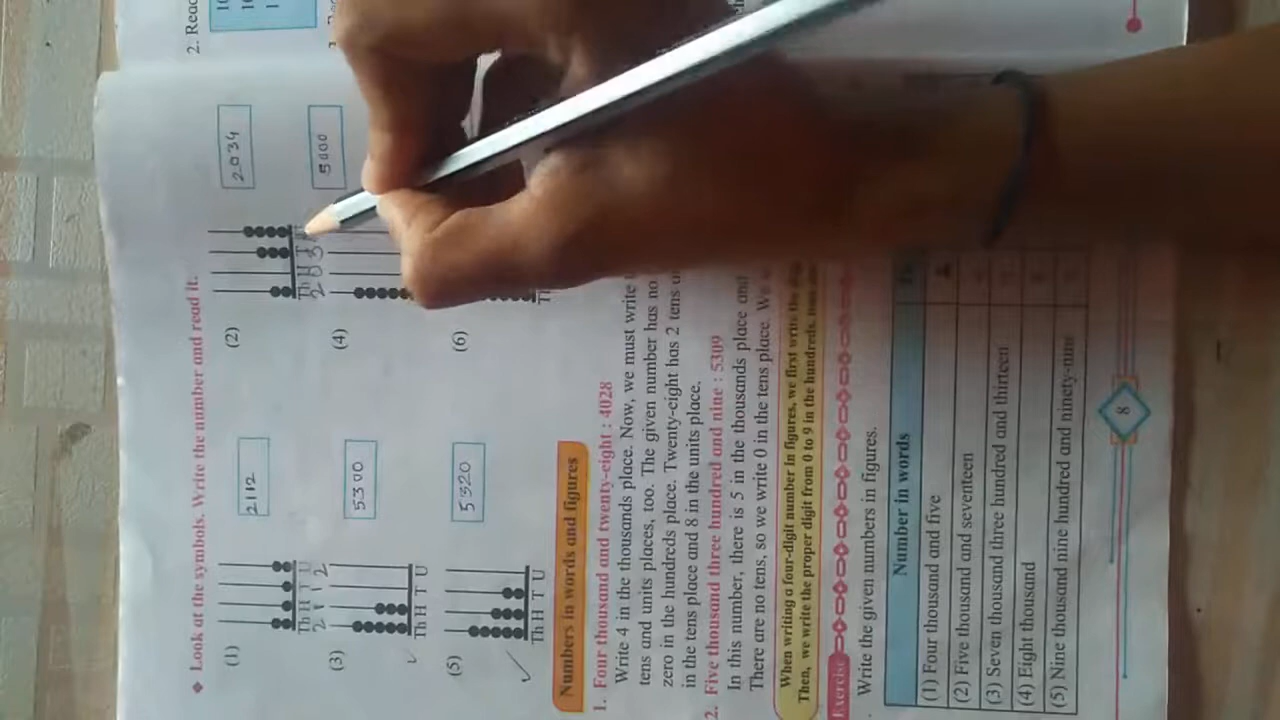 2. Read
◆ Look at the symbols. Write the number and read it.
(1) Th H T U 2 1 1 2 2112
(2) 2 0 3 2034
(3) Th H T U 5300
(4) 5000
(5) Th H T U 5320
(6)
Numbers in words and figures
1. Four thousand and twenty-eight : 4028
Write 4 in the thousands place. Now, we must write
tens and units places, too. The given number has no
zero in the hundreds place. Twenty-eight has 2 tens
in the tens place and 8 in the units place.
2. Five thousand three hundred and nine : 5309
In this number, there is 5 in the thousands place and
There are no tens, so we write 0 in the tens place. We
When writing a four-digit number in figures, we first write the
Then, we write the proper digit from 0 to 9 in the hundreds,
Exercise
Write the given numbers in figures.
Number in words
(1) Four thousand and five
(2) Five thousand and seventeen
(3) Seven thousand three hundred and thirteen
(4) Eight thousand
(5) Nine thousand nine hundred and ninety-nine
8